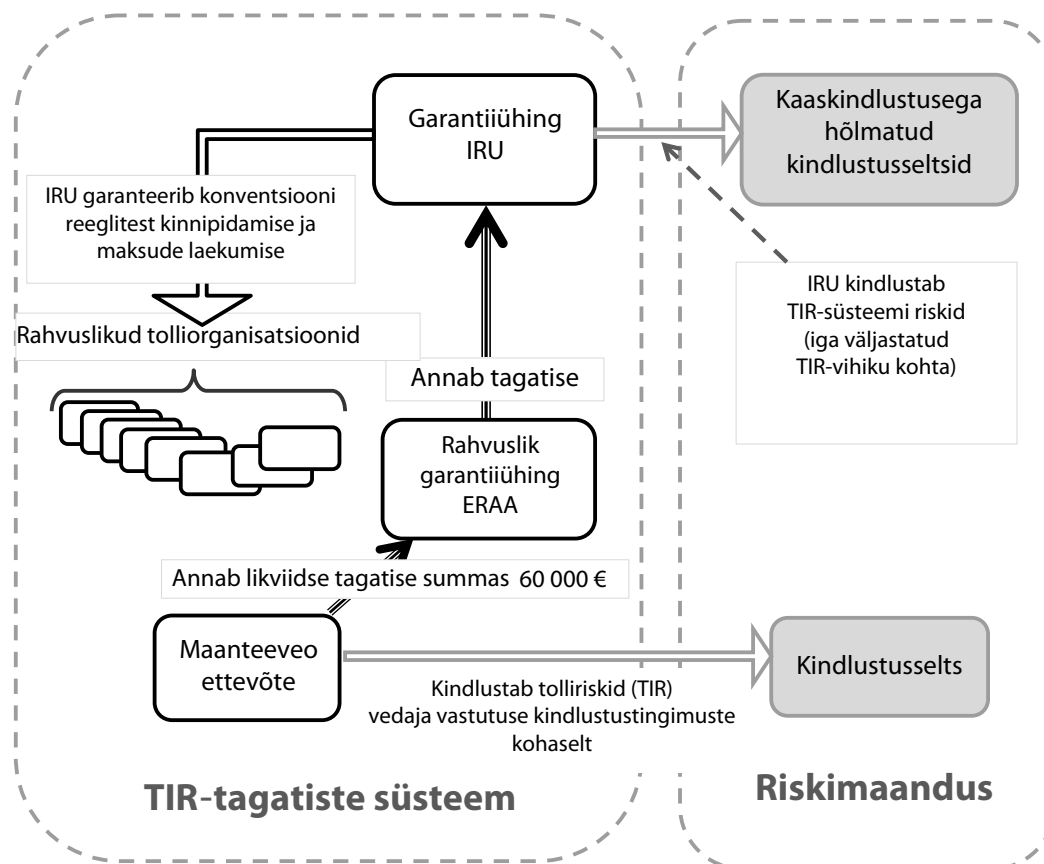 Garantiiühing
IRU
Kaaskindlustusega
hõlmatud
kindlustusseltsid
IRU garanteerib konventsiooni
reeglitest kinnipidamise ja
maksude laekumise
IRU kindlustab
TIR-süsteemi riskid
(iga väljastatud
TIR-vihiku kohta)
Rahvuslikud tolliorganisatsioonid
Annab tagatise
Rahvuslik
garantiiühing
ERAA
Annab likviidse tagatise summas 60 000 €
Maanteeveo
ettevõte
Kindlustusselts
Kindlustab tolliriskid (TIR)
vedaja vastutuse kindlustustingimuste
kohaselt
TIR-tagatiste süsteem
Riskimaandus